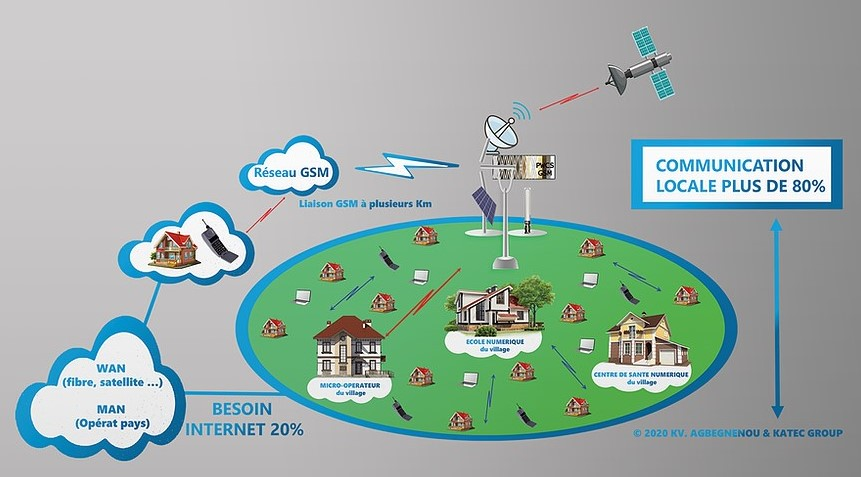 COMMUNICATION
LOCALE PLUS DE 80%
PWCS
GSM
Réseau GSM
Liaison GSM à plusieurs Km
ECOLE NUMERIQUE
du village
CENTRE DE SANTE NUMERIQUE
du village
MICRO-OPERATEUR
du village
WAN
(fibre, satellite ...)
MAN
(Opérat pays)
BESOIN
INTERNET 20%
© 2020 KV. AGBEGNENOU & KATEC GROUP